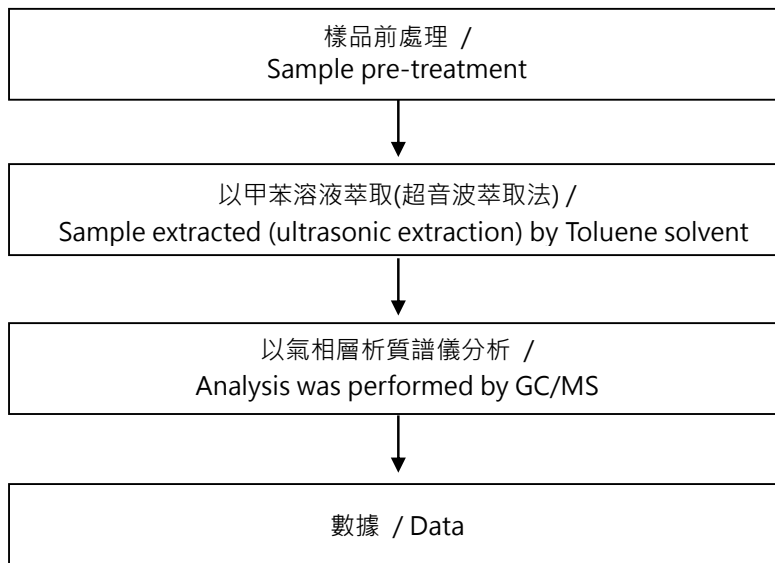 樣品前處理 /
Sample pre-treatment
以甲苯溶液萃取(超音波萃取法) /
Sample extracted (ultrasonic extraction) by Toluene solvent
以氣相層析質譜儀分析 /
Analysis was performed by GC/MS
數據 / Data